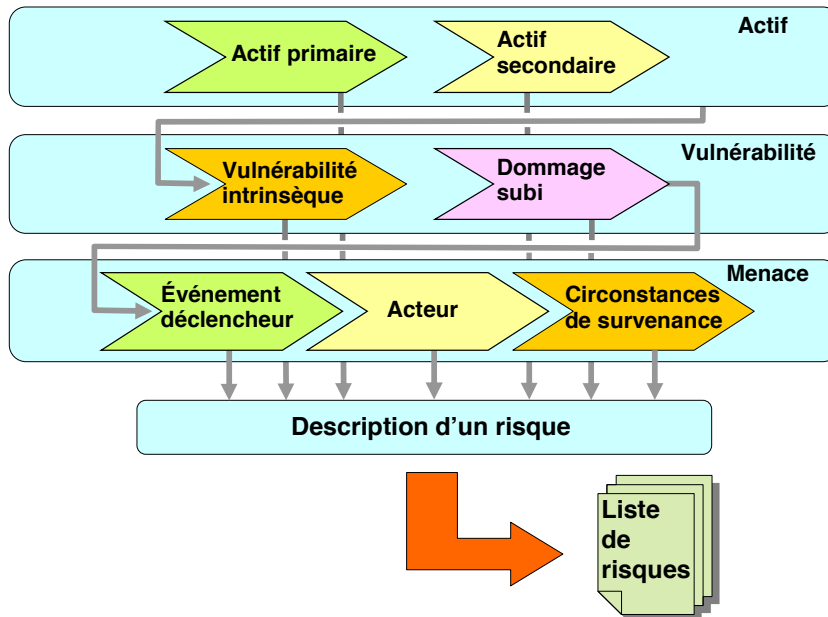 Actif
Actif primaire
Actif
secondaire
Vulnérabilité
Vulnérabilité
intrinsèque
Dommage
subi
Menace
Événement
déclencheur
Acteur
Circonstances
de survenance
Description d’un risque
Liste
de
risques